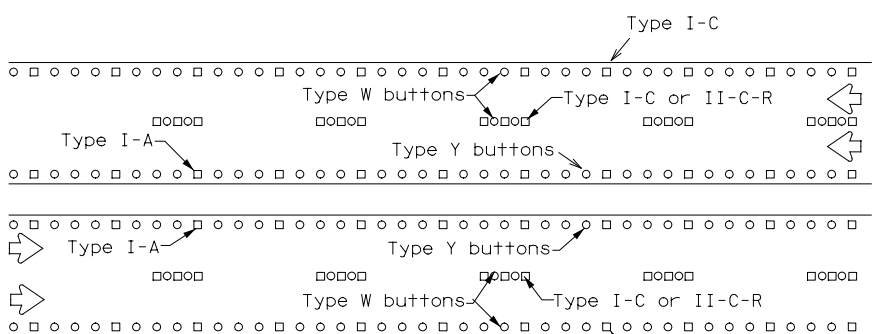 Type I-C
Type W buttons
Type I-C or II-C-R
Type I-A
Type Y buttons
Type I-A
Type Y buttons
Type W buttons
Type I-C or II-C-R